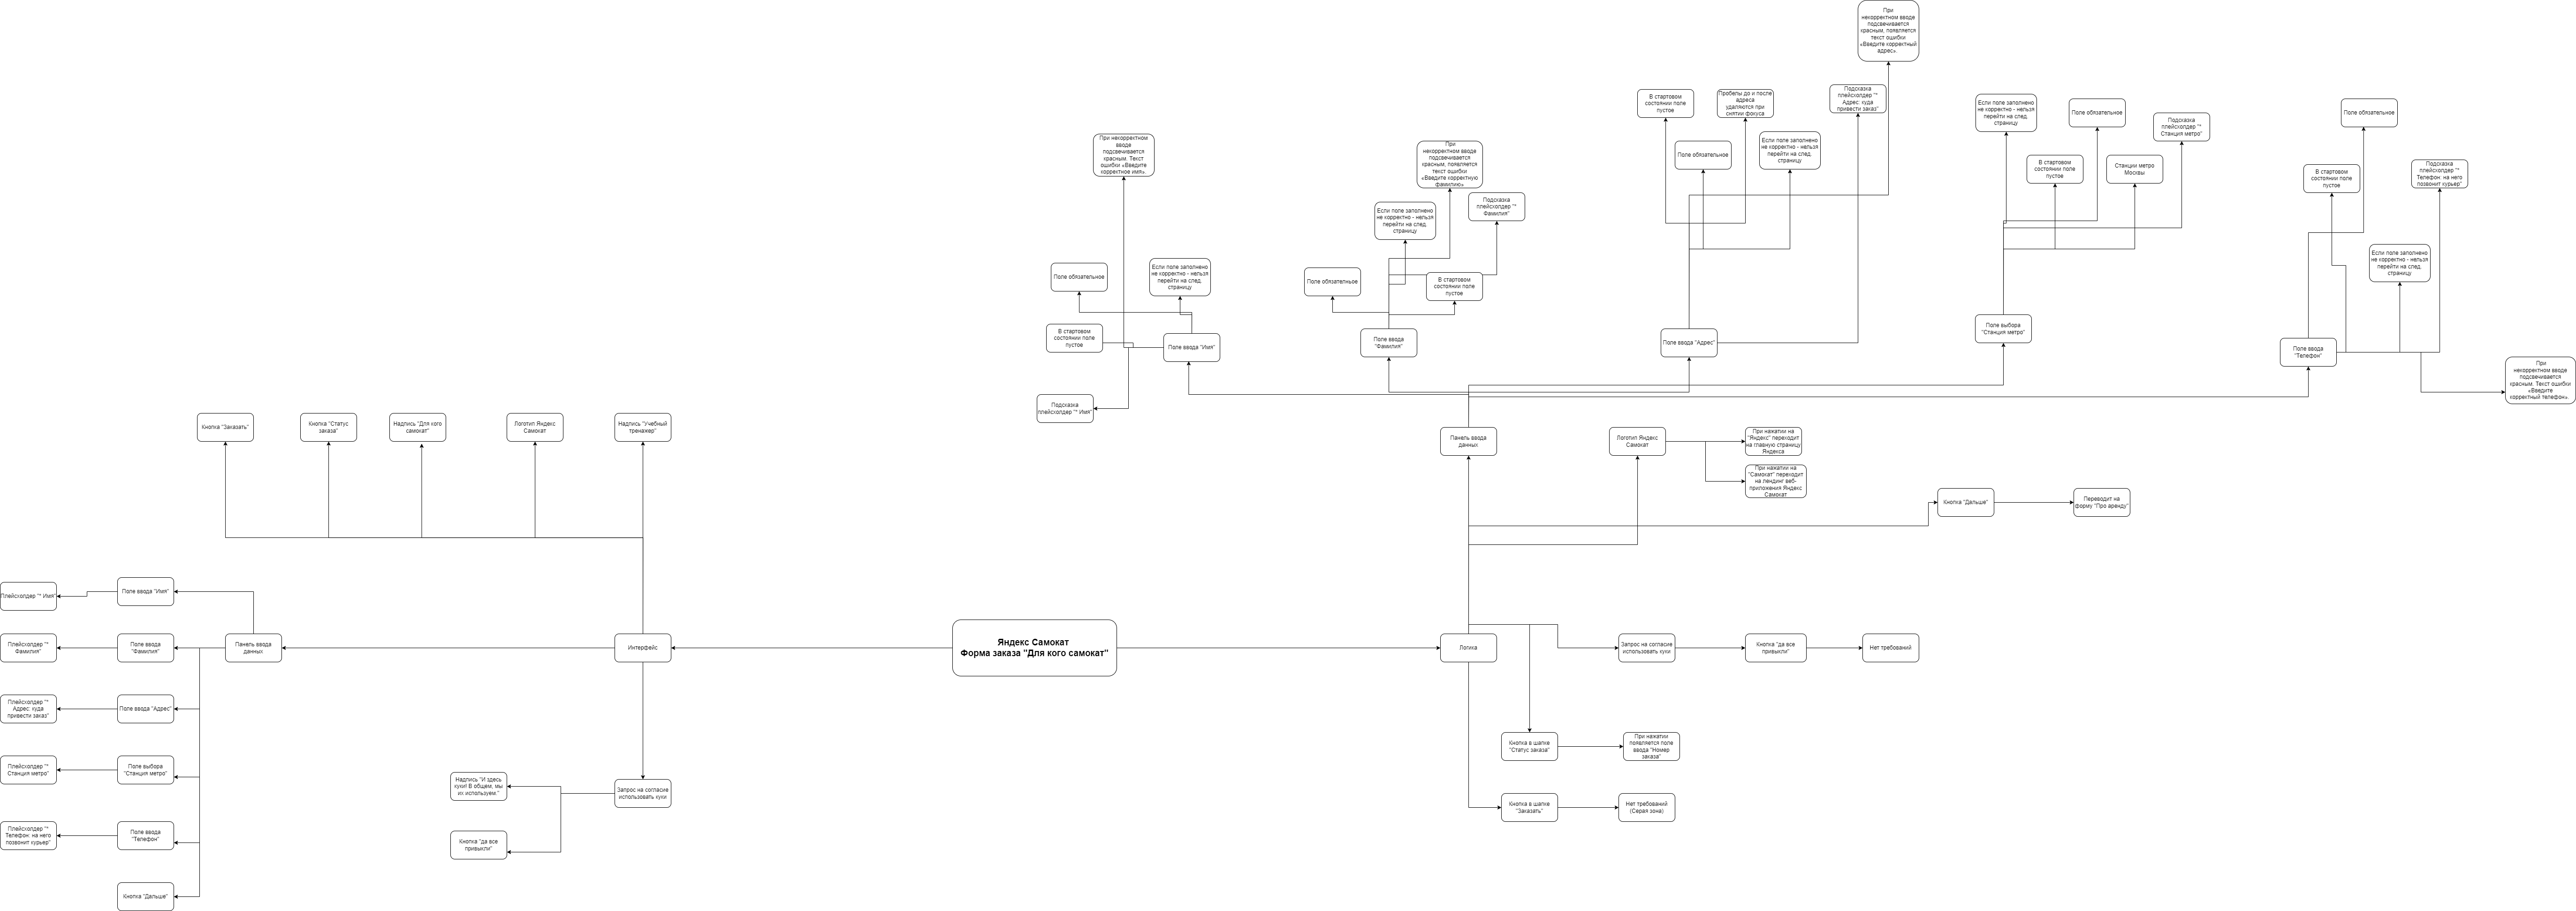 При
некорректном вводе
подсвечивается
красным, появляется
текст ошибки
«Введите корректный
адрес».
В стартовом
состоянии поле
пустое
Пробелы до и после
адреса
удаляются при
снятии фокуса
Подсказка
плейсхолдер "*
Адрес: куда
привести заказ"
Поле обязательное
Если поле заполнено
не корректно - нельзя
перейти на след.
страницу
Если поле заполнено
не корректно - нельзя
перейти на след.
страницу
Поле обязательное
Подсказка
плейсхолдер "*
Станция метро"
В стартовом
состоянии поле
пустое
Станции метро
Москвы
Поле обязательное
В стартовом
состоянии поле
пустое
Подсказка
плейсхолдер "*
Телефон: на него
позвонит курьер"
Если поле заполнено
не корректно - нельзя
перейти на след.
страницу
При некорректном
вводе
подсвечивается
красным. Текст
ошибки «Введите
корректное имя».
При
некорректном вводе
подсвечивается
красным, появляется
текст ошибки
«Введите корректную
фамилию»
Подсказка
плейсхолдер "*
Фамилия"
Если поле заполнено
не корректно - нельзя
перейти на след.
страницу
Поле обязательное
Если поле заполнено
не корректно - нельзя
перейти на след.
страницу
Поле обязателньое
В стартовом
состоянии поле
пустое
В стартовом
состоянии поле
пустое
Поле ввода "Имя"
Поле ввода
"Фамилия"
Поле ввода "Адрес"
Поле выбора
"Станция метро"
Поле ввода
"Телефон"
При
некорректном вводе
подсвечивается
красным. Текст ошибки
«Введите
корректный телефон».
Подсказка
плейсхолдер "* Имя"
Кнопка "Заказать"
Кнопка "Статус
заказа"
Надпись "Для кого
самокат"
Логотип Яндекс
Самокат
Надпись "Учебный
тренажер"
Панель ввода
данных
Логотип Яндекс
Самокат
При нажатии на
"Яндекс" переходит
на главную страницу
Яндекса
При нажатии на
"Самокат" переходит
на лендинг веб-
приложения Яндекс
Самокат
Кнопка "Дальше"
Переводит на
форму "Про аренду"
Плейсхолдер "* Имя"
Поле ввода "Имя"
Плейсхолдер "*
Фамилия"
Поле ввода
"Фамилия"
Панель ввода
данных
Интерфейс
Яндекс Самокат
Форма заказа "Для кого самокат"
Логика
Запрос на согласие
использовать куки
Кнопка "да все
привыкли"
Нет требований
Плейсхолдер "*
Адрес: куда
привести заказ"
Поле ввода "Адрес"
Кнопка в шапке
"Статус заказа"
При нажатии
появляется поле
ввода "Номер
заказа"
Плейсхолдер "*
Станция метро"
Поле выбора
"Станция метро"
Надпись "И здесь
куки! В общем, мы
их используем."
Запрос на согласие
использовать куки
Кнопка в шапке
"Заказать"
Нет требований
(Серая зона)
Плейсхолдер "*
Телефон: на него
позвонит курьер"
Поле ввода
"Телефон"
Кнопка "да все
привыкли"
Кнопка "Дальше"